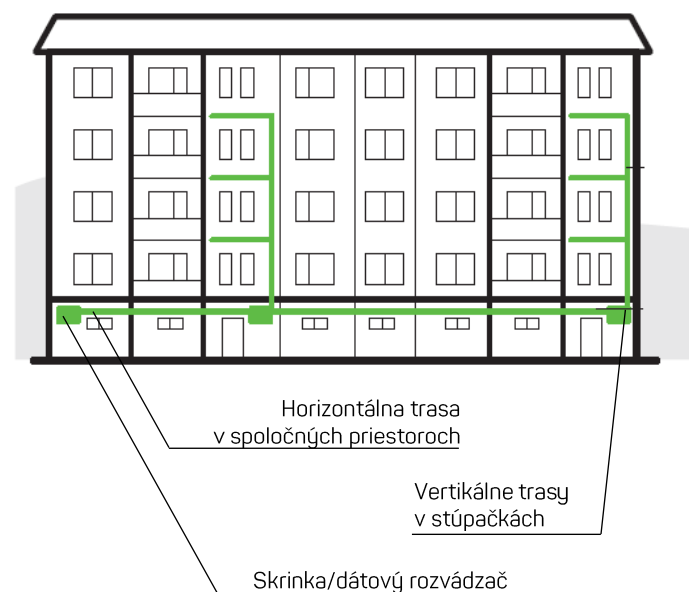 Horizontálna trasa
v spoločných priestoroch
Vertikálne trasy
v stúpačkách
Skrinka/dátový rozvádzač